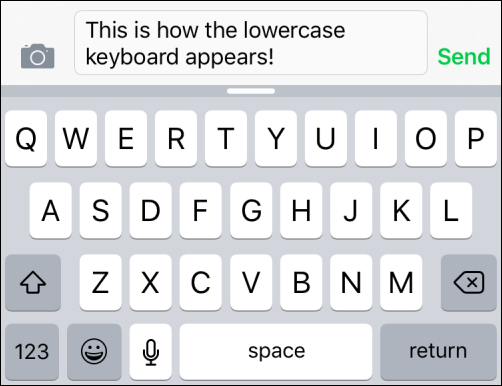 This is how the lowercase
keyboard appears!
Send
Q W E R T Y U I O P
A S D F G H J K L
Z X C V B N M
123 space return